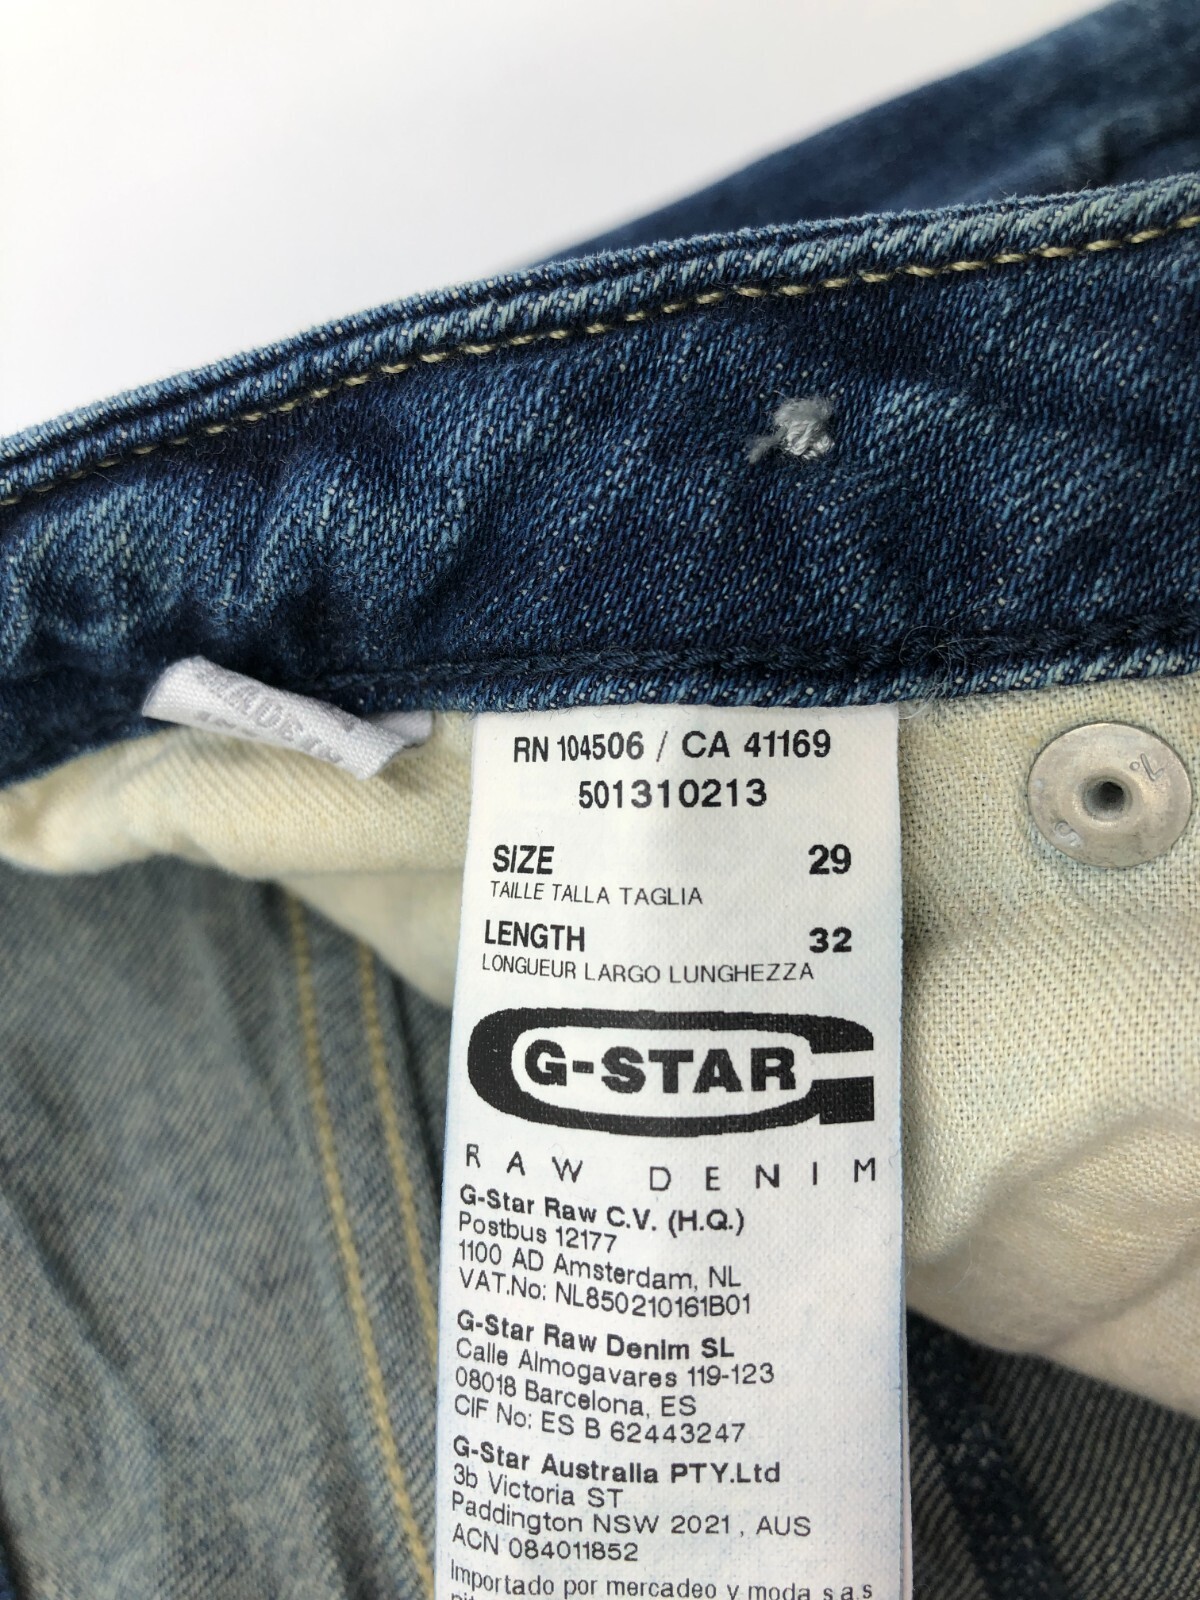 MADE IN
RN 104506 / CA 41169
501310213
SIZE 29
TAILLE TALLA TAGLIA
LENGTH 32
LONGUEUR LARGO LUNGHEZZA
G-STAR
RAW DENIM
G-Star Raw C.V. (H.Q.)
Postbus 12177
1100 AD Amsterdam, NL
VAT.No: NL850210161B01
G-Star Raw Denim SL
Calle Almogavares 119-123
08018 Barcelona, ES
CIF No: ES B 62443247
G-Star Australia PTY.Ltd
3b Victoria ST
Paddington NSW 2021, AUS
ACN 084011852
Importado por mercadeo y moda s.a.s